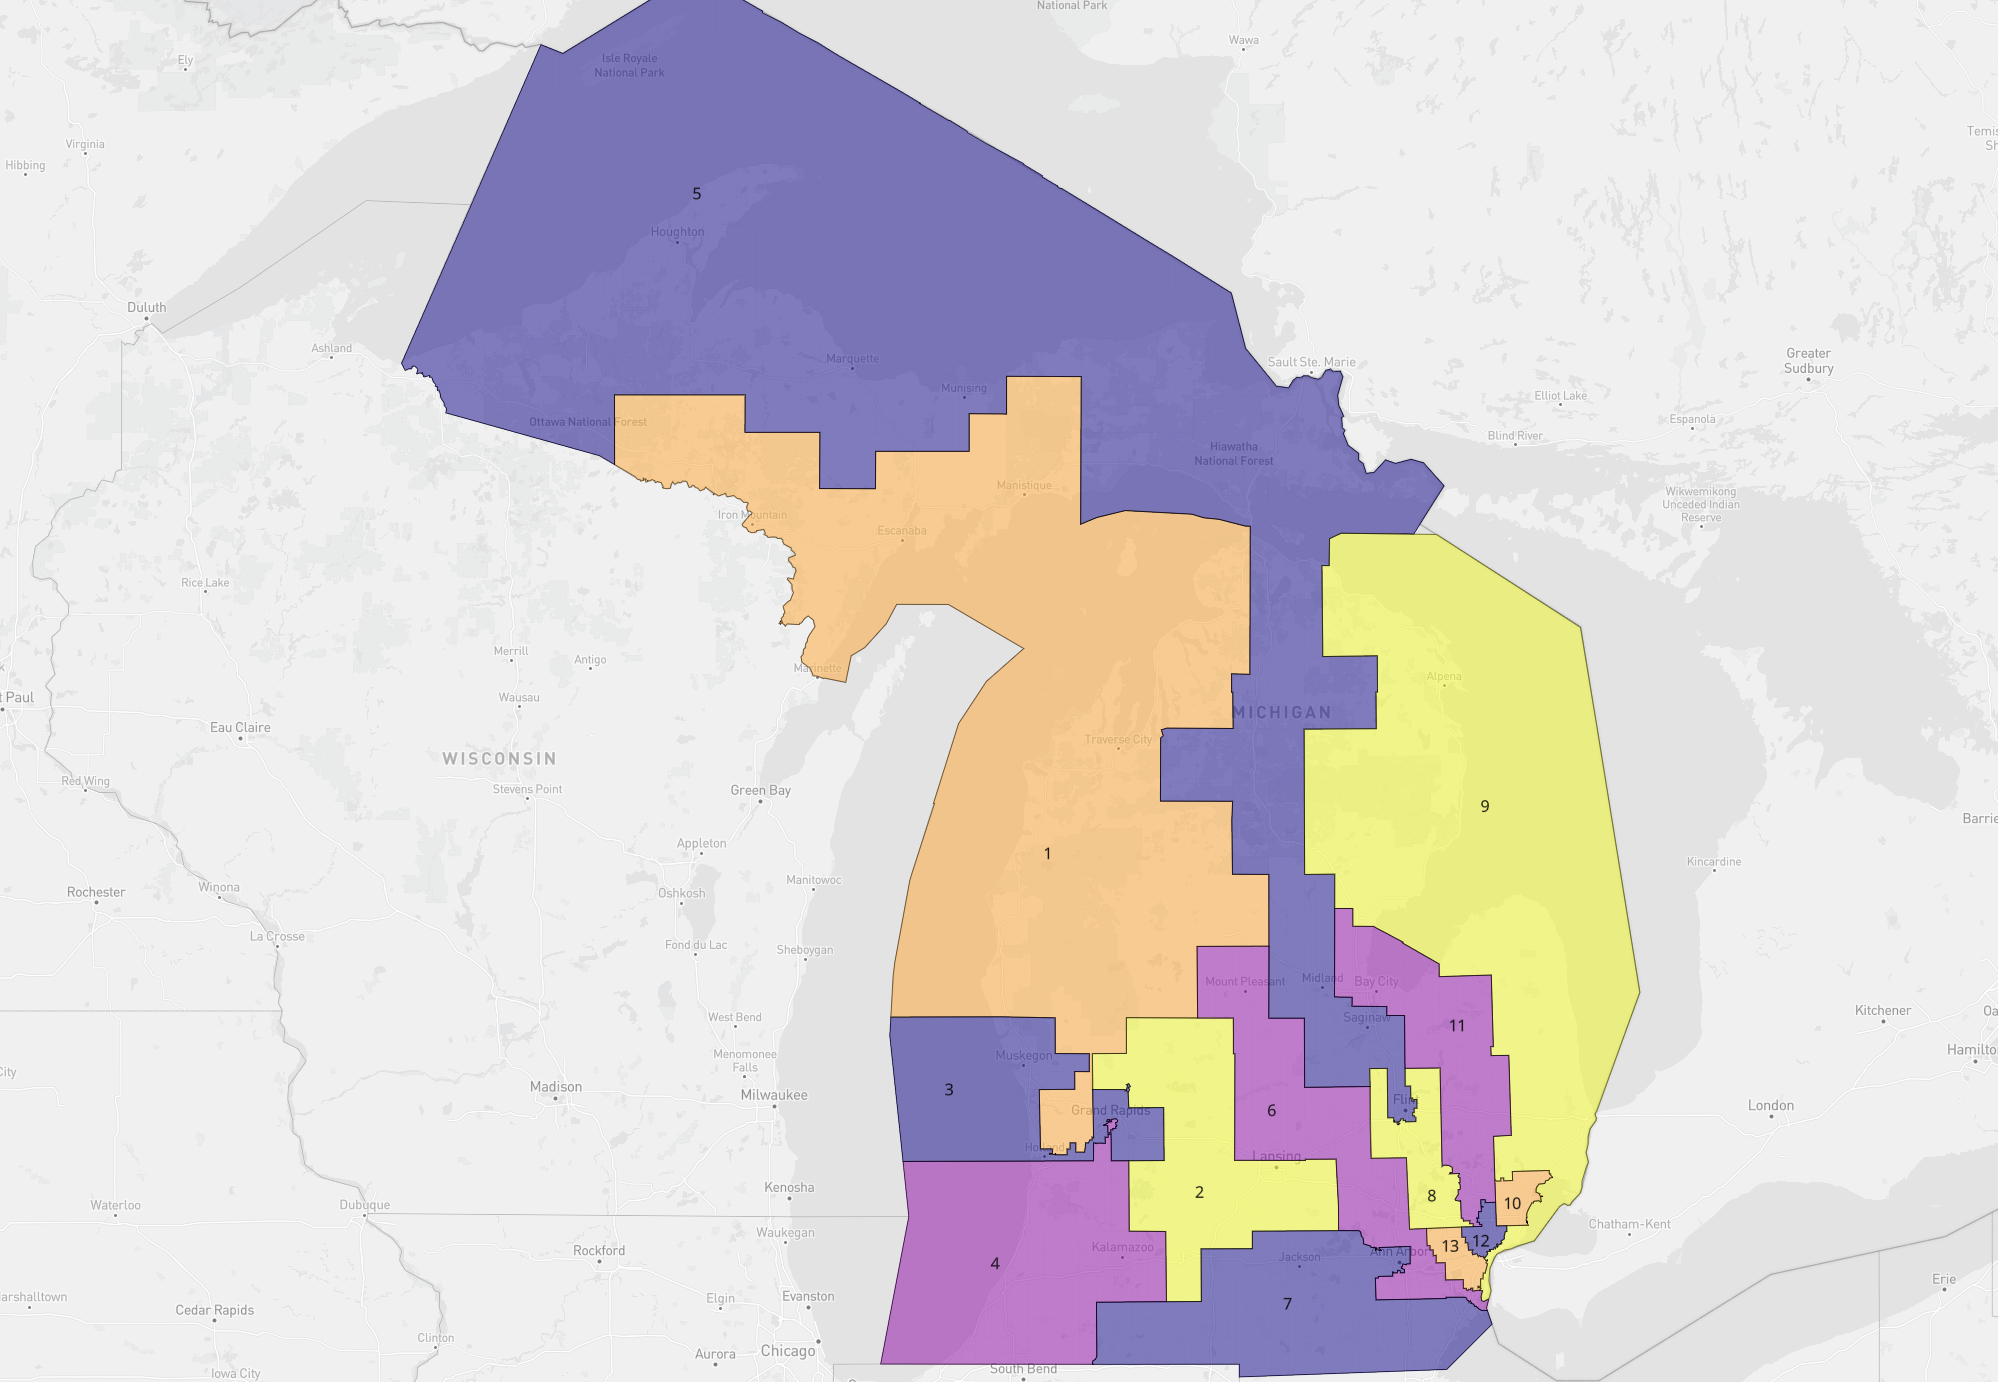 National Park
Wawa
Ely
Isle Royale
National Park
Temis
Sh
Virginia
Hibbing
5
Houghton
Duluth
Ashland
Marquette
Munising
Sault Ste. Marie
Greater
Sudbury
Elliot Lake
Espanola
Blind River
Ottawa National Forest
Hiawatha
National Forest
Manistique
Wikwemikong
Unceded Indian
Reserve
Iron Mountain
Escanaba
Rice Lake
Merrill
Antigo
Marinette
Alpena
t Paul
Wausau
Eau Claire
MICHIGAN
Traverse City
WISCONSIN
Red Wing
Stevens Point
Green Bay
9
Barrie
Appleton
1
Kincardine
Rochester
Winona
Oshkosh
Manitowoc
La Crosse
Fond du Lac
Sheboygan
Mount Pleasant
Midland
Bay City
West Bend
Saginaw
11
Kitchener
Oa
Muskegon
Menomonee
Falls
Hamilto
City
Madison
Milwaukee
3
Grand Rapids
6
Flin
London
Holland
Lansing
Kenosha
2
8
10
Waterloo
Dubuque
Waukegan
Chatham-Kent
Rockford
4
Kalamazoo
Jackson
Ann Arbor
13
12
Erie
arshalltown
Cedar Rapids
Elgin
Evanston
7
Clinton
Aurora
Chicago
South Bend
Iowa City